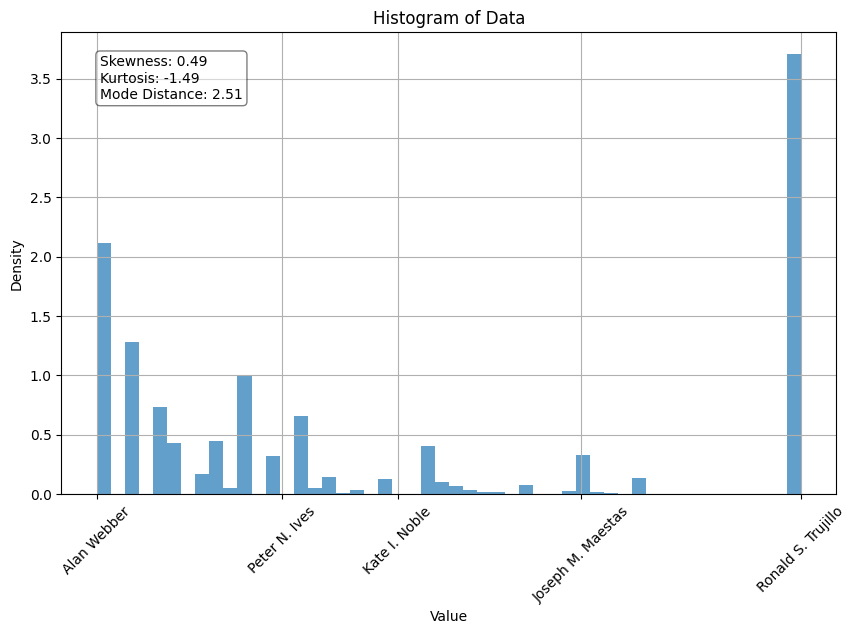 Histogram of Data
Skewness: 0.49
Kurtosis: -1.49
Mode Distance: 2.51
Density
3.5
3.0
2.5
2.0
1.5
1.0
0.5
0.0
Alan Webber
Peter N. Ives
Kate I. Noble
Joseph M. Maestas
Ronald S. Trujillo
Value